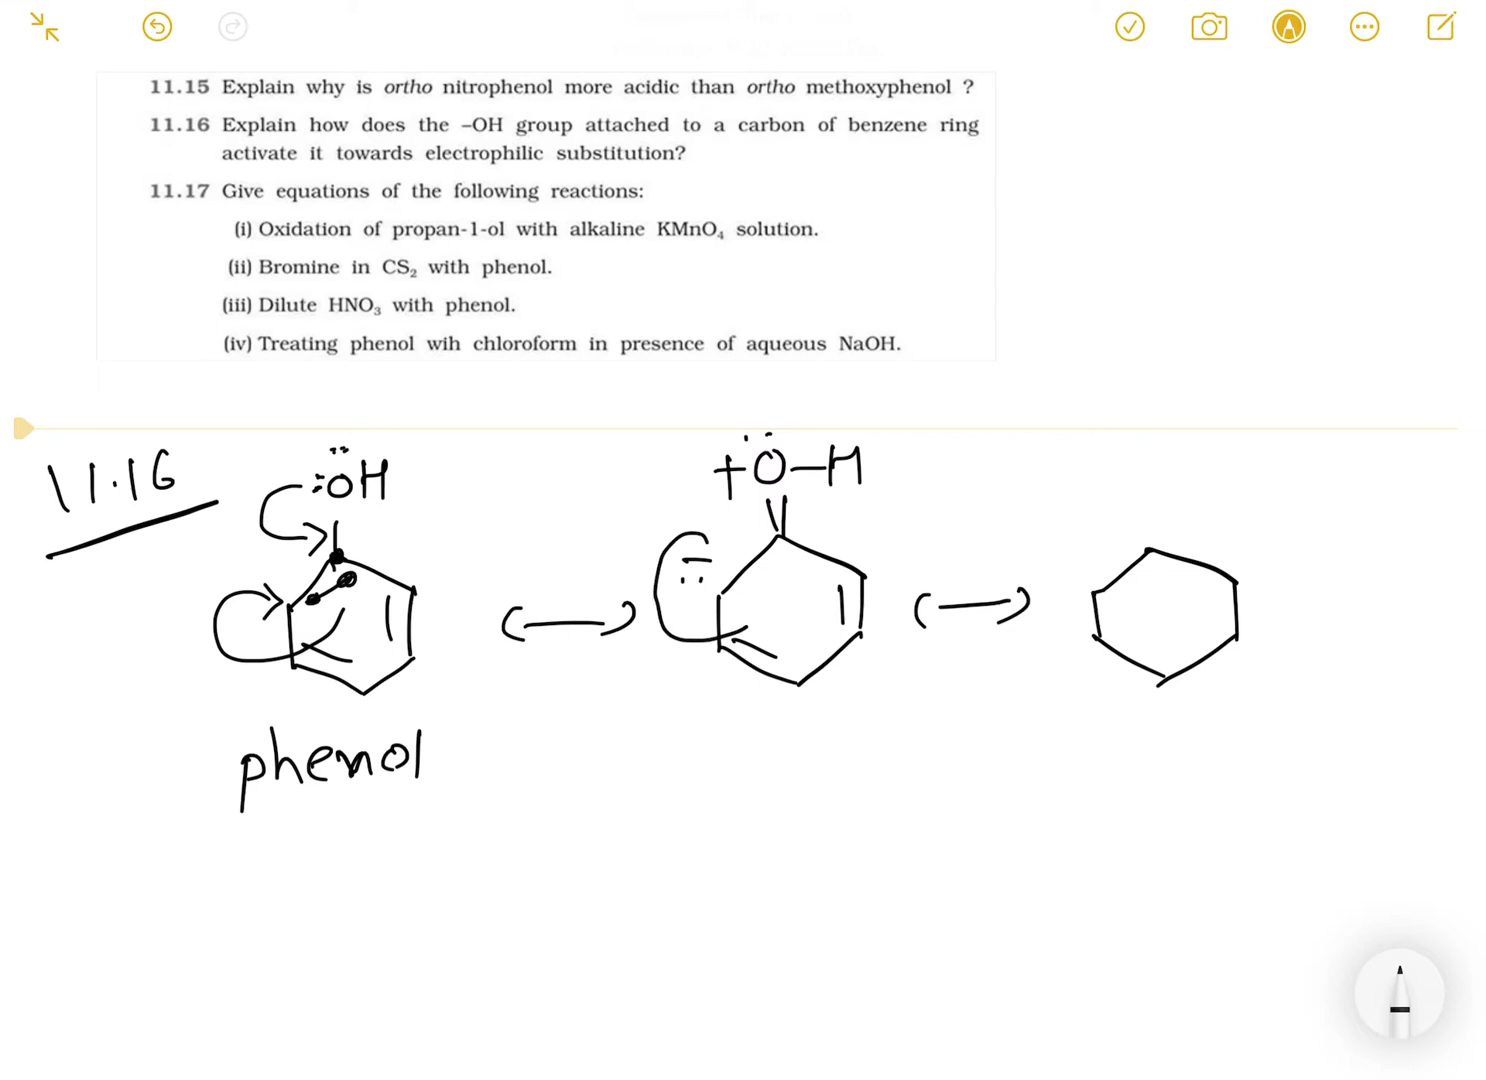 11.15 Explain why is ortho nitrophenol more acidic than ortho methoxyphenol ?
11.16 Explain how does the –OH group attached to a carbon of benzene ring
activate it towards electrophilic substitution?
11.17 Give equations of the following reactions:
(i) Oxidation of propan-1-ol with alkaline KMnO₄ solution.
(ii) Bromine in CS₂ with phenol.
(iii) Dilute HNO₃ with phenol.
(iv) Treating phenol wih chloroform in presence of aqueous NaOH.
11.16
:ÖH
+Ö–H
phenol